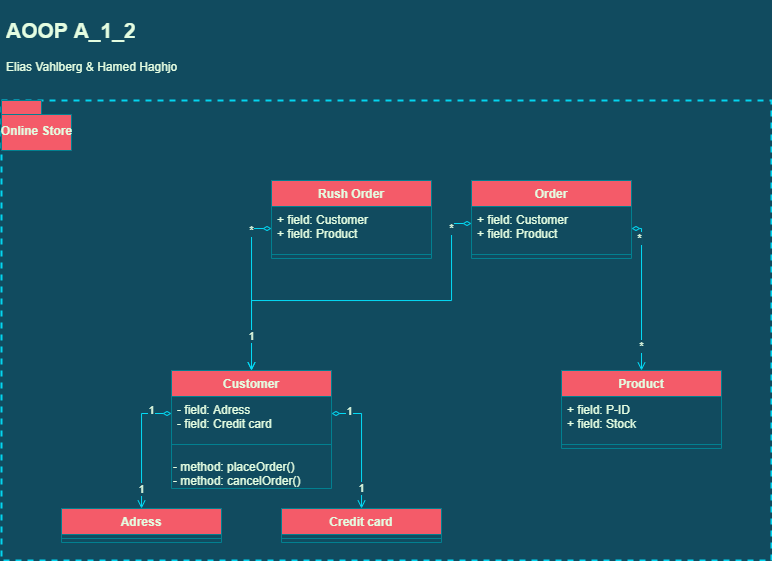 AOOP A_1_2
Elias Vahlberg & Hamed Haghjo
Online Store
Rush Order
+ field: Customer
+ field: Product
Order
+ field: Customer
+ field: Product
*
*
*
1
*
Customer
- field: Adress
- field: Credit card
- method: placeOrder()
- method: cancelOrder()
Product
+ field: P-ID
+ field: Stock
1
1
1
1
Adress
Credit card